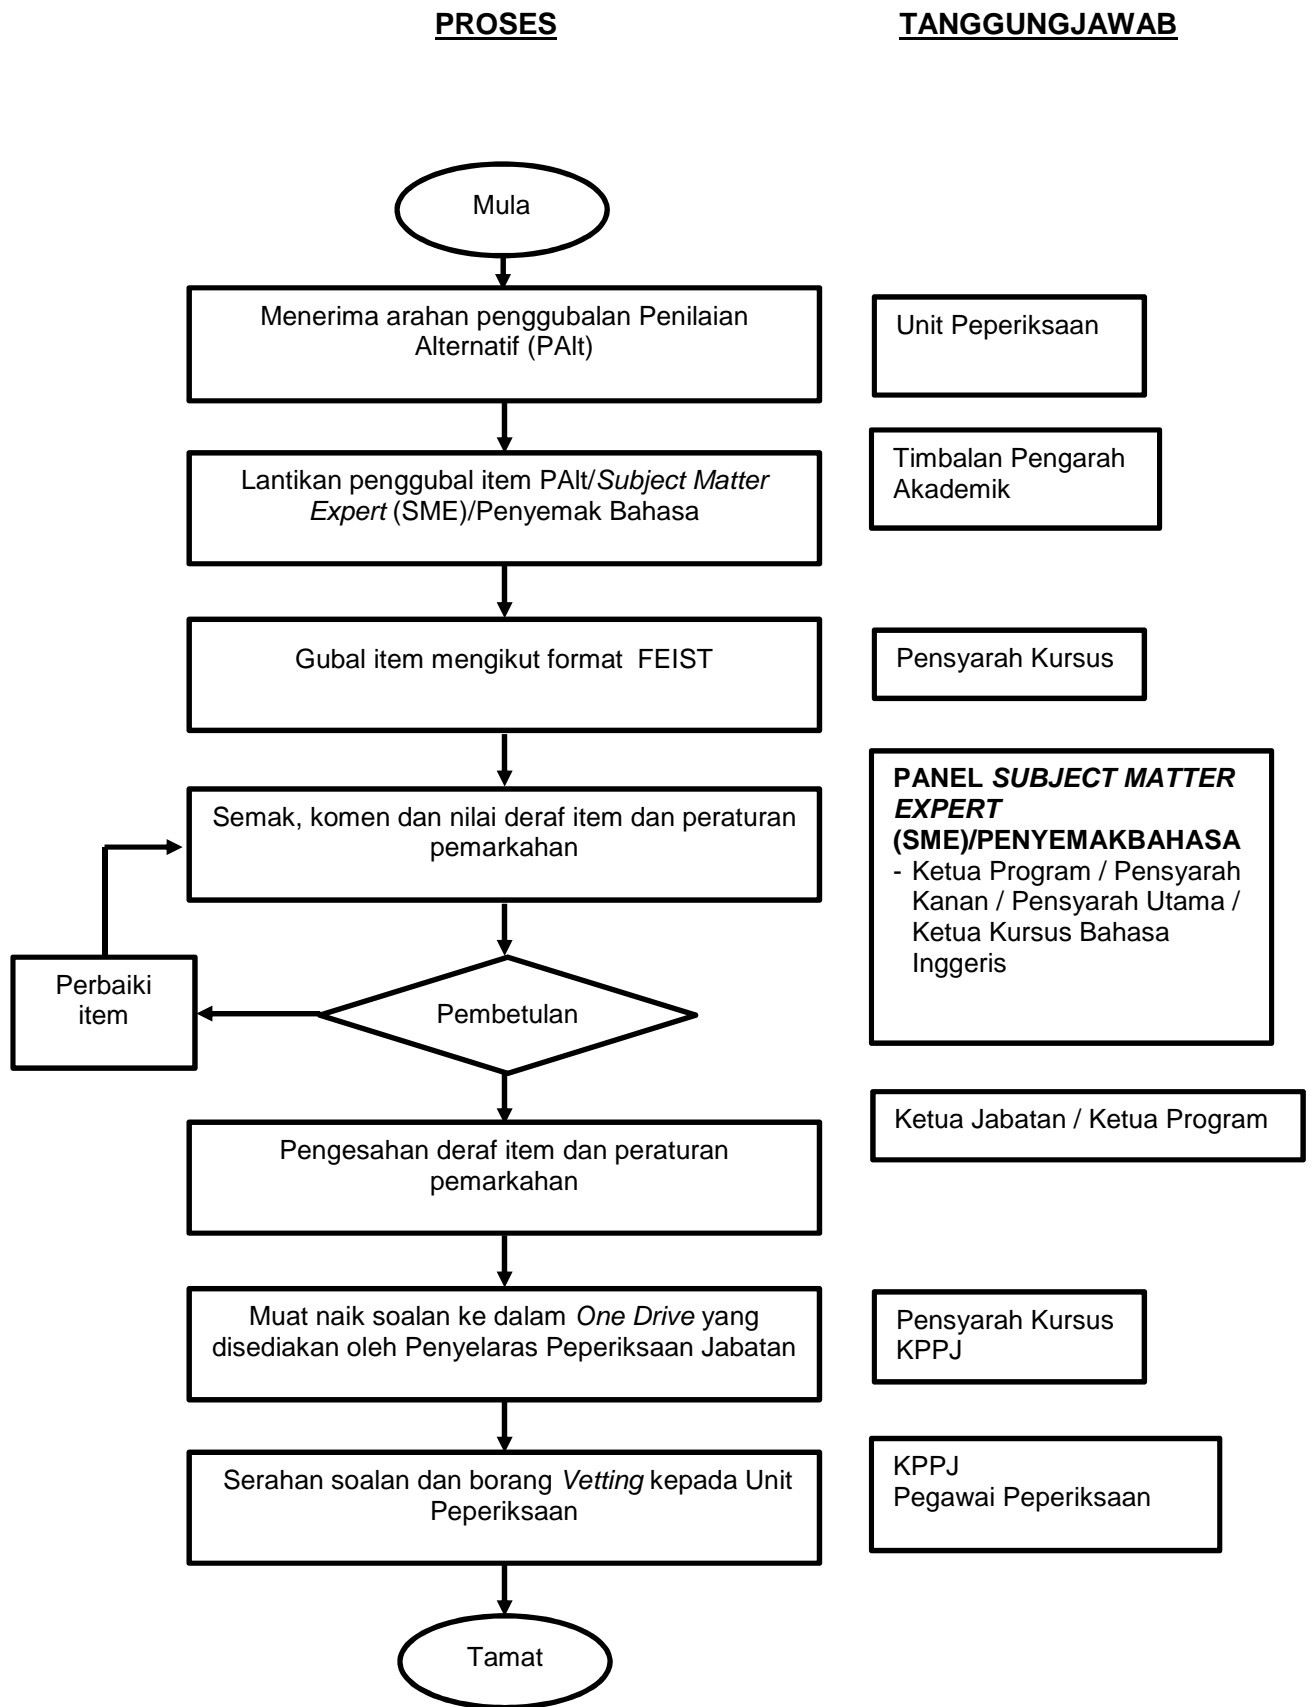 PROSES
TANGGUNGJAWAB
Mula
Menerima arahan penggubalan Penilaian
Alternatif (PAlt)
Unit Peperiksaan
Lantikan penggubal item PAlt/Subject Matter
Expert (SME)/Penyemak Bahasa
Timbalan Pengarah
Akademik
Gubal item mengikut format FEIST
Pensyarah Kursus
Semak, komen dan nilai deraf item dan peraturan
pemarkahan
PANEL SUBJECT MATTER
EXPERT
(SME)/PENYEMAKBAHASA
- Ketua Program / Pensyarah
Kanan / Pensyarah Utama /
Ketua Kursus Bahasa
Inggeris
Perbaiki
item
Pembetulan
Pengesahan deraf item dan peraturan
pemarkahan
Ketua Jabatan / Ketua Program
Muat naik soalan ke dalam One Drive yang
disediakan oleh Penyelaras Peperiksaan Jabatan
Pensyarah Kursus
KPPJ
Serahan soalan dan borang Vetting kepada Unit
Peperiksaan
KPPJ
Pegawai Peperiksaan
Tamat